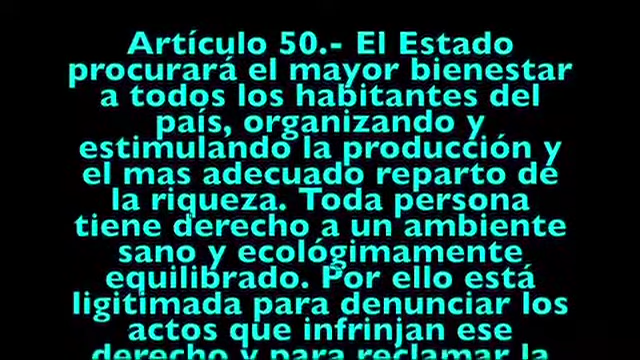 Artículo 50.- El Estado
procurará el mayor bienestar
a todos los habitantes del
país, organizando y
estimulando la producción y
el mas adecuado reparto de
la riqueza. Toda persona
tiene derecho a un ambiente
sano y ecológimamente
equilibrado. Por ello está
ligitimada para denunciar los
actos que infrinjan ese
derecho y para reclamar la